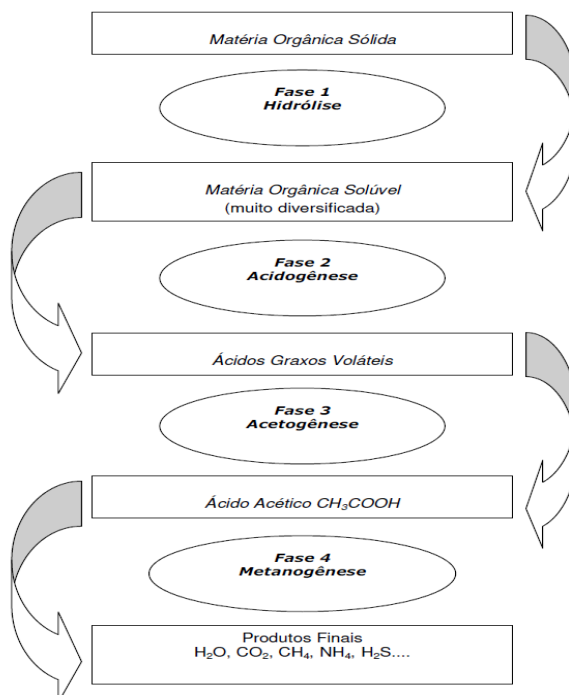 Matéria Orgânica Sólida
Fase 1
Hidrólise
Matéria Orgânica Solúvel
(muito diversificada)
Fase 2
Acidogênese
Ácidos Graxos Voláteis
Fase 3
Acetogênese
Ácido Acético CH₃COOH
Fase 4
Metanogênese
Produtos Finais
H₂O, CO₂, CH₄, NH₄, H₂S....